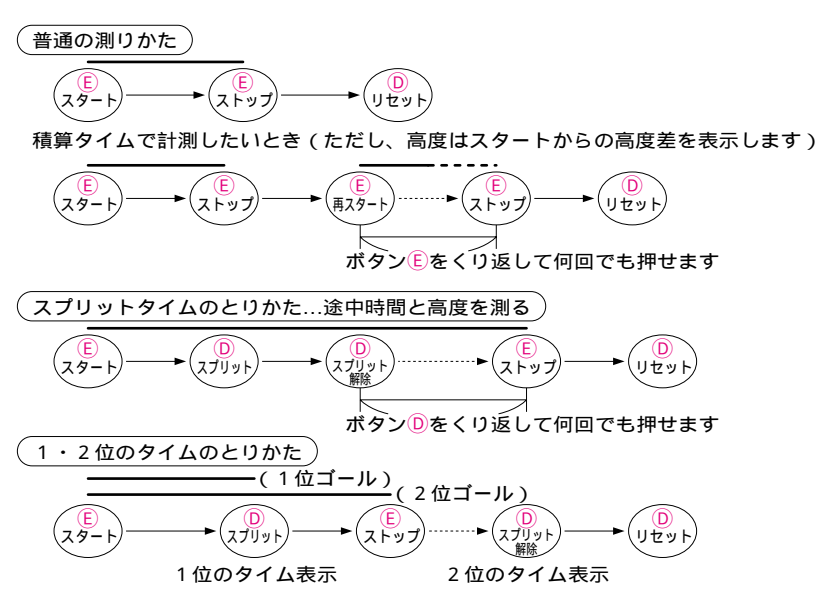 普通の測りかた
Ⓔ Ⓔ Ⓓ
スタート ストップ リセット
積算タイムで計測したいとき（ただし、高度はスタートからの高度差を表示します）
Ⓔ Ⓔ Ⓔ Ⓔ Ⓓ
スタート ストップ 再スタート ストップ リセット
ボタンⒺをくり返して何回でも押せます
スプリットタイムのとりかた…途中時間と高度を測る
Ⓔ Ⓓ Ⓓ Ⓔ Ⓓ
スタート スプリット スプリット解除 ストップ リセット
ボタンⒹをくり返して何回でも押せます
1・2位のタイムのとりかた
（1位ゴール）
（2位ゴール）
Ⓔ Ⓓ Ⓔ Ⓓ Ⓓ
スタート スプリット ストップ スプリット解除 リセット
1位のタイム表示 2位のタイム表示